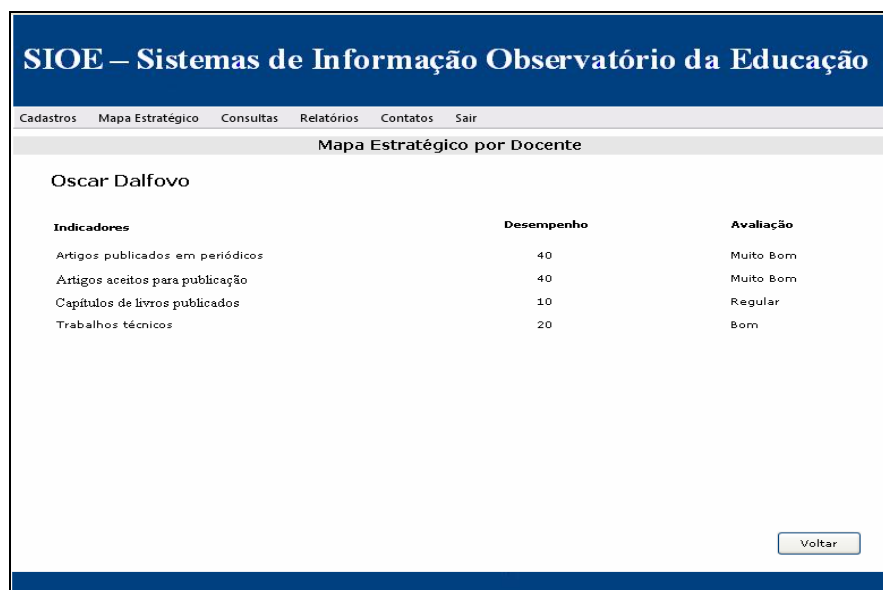 SIOE – Sistemas de Informação Observatório da Educação
Cadastros Mapa Estratégico Consultas Relatórios Contatos Sair
Mapa Estratégico por Docente
Oscar Dalfovo
Indicadores Desempenho Avaliação
Artigos publicados em periódicos 40 Muito Bom
Artigos aceitos para publicação 40 Muito Bom
Capítulos de livros publicados 10 Regular
Trabalhos técnicos 20 Bom
Voltar